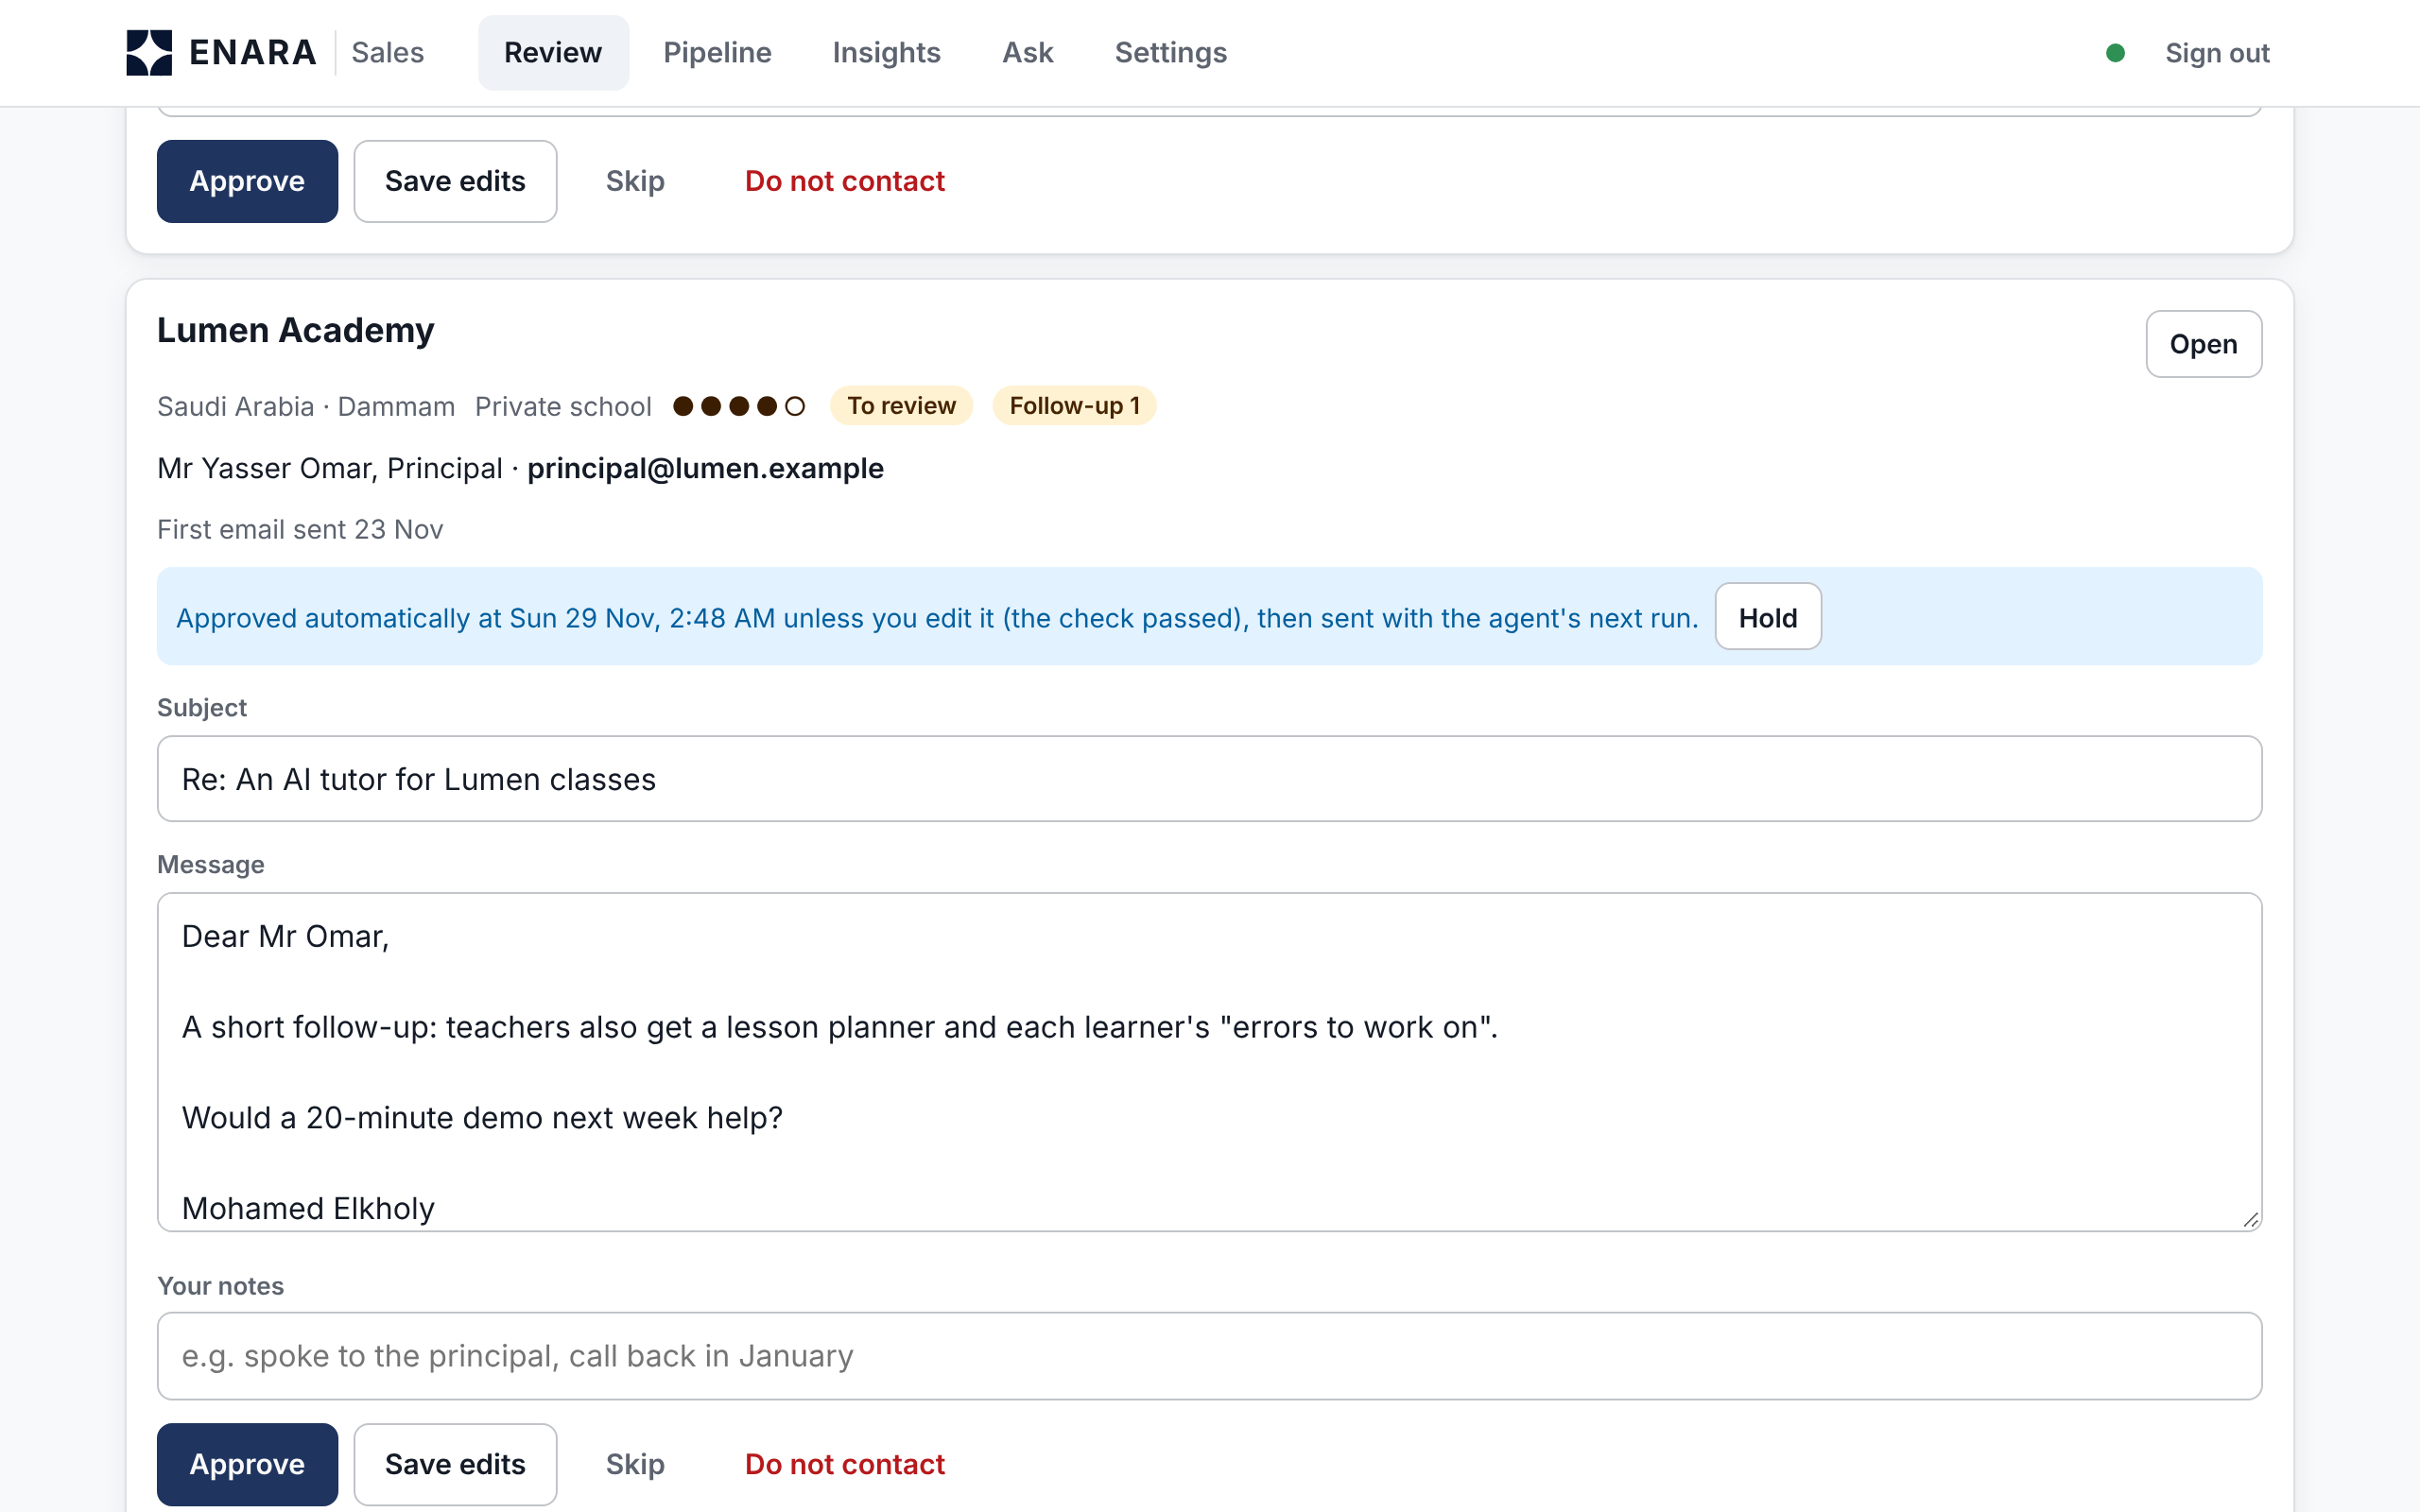 ENARA Sales Review Pipeline Insights Ask Settings Sign out
Approve Save edits Skip Do not contact
Lumen Academy
Open
Saudi Arabia · Dammam Private school To review Follow-up 1
Mr Yasser Omar, Principal · principal@lumen.example
First email sent 23 Nov
Approved automatically at Sun 29 Nov, 2:48 AM unless you edit it (the check passed), then sent with the agent's next run. Hold
Subject
Re: An AI tutor for Lumen classes
Message
Dear Mr Omar,
A short follow-up: teachers also get a lesson planner and each learner's "errors to work on".
Would a 20-minute demo next week help?
Mohamed Elkholy
Your notes
e.g. spoke to the principal, call back in January
Approve Save edits Skip Do not contact